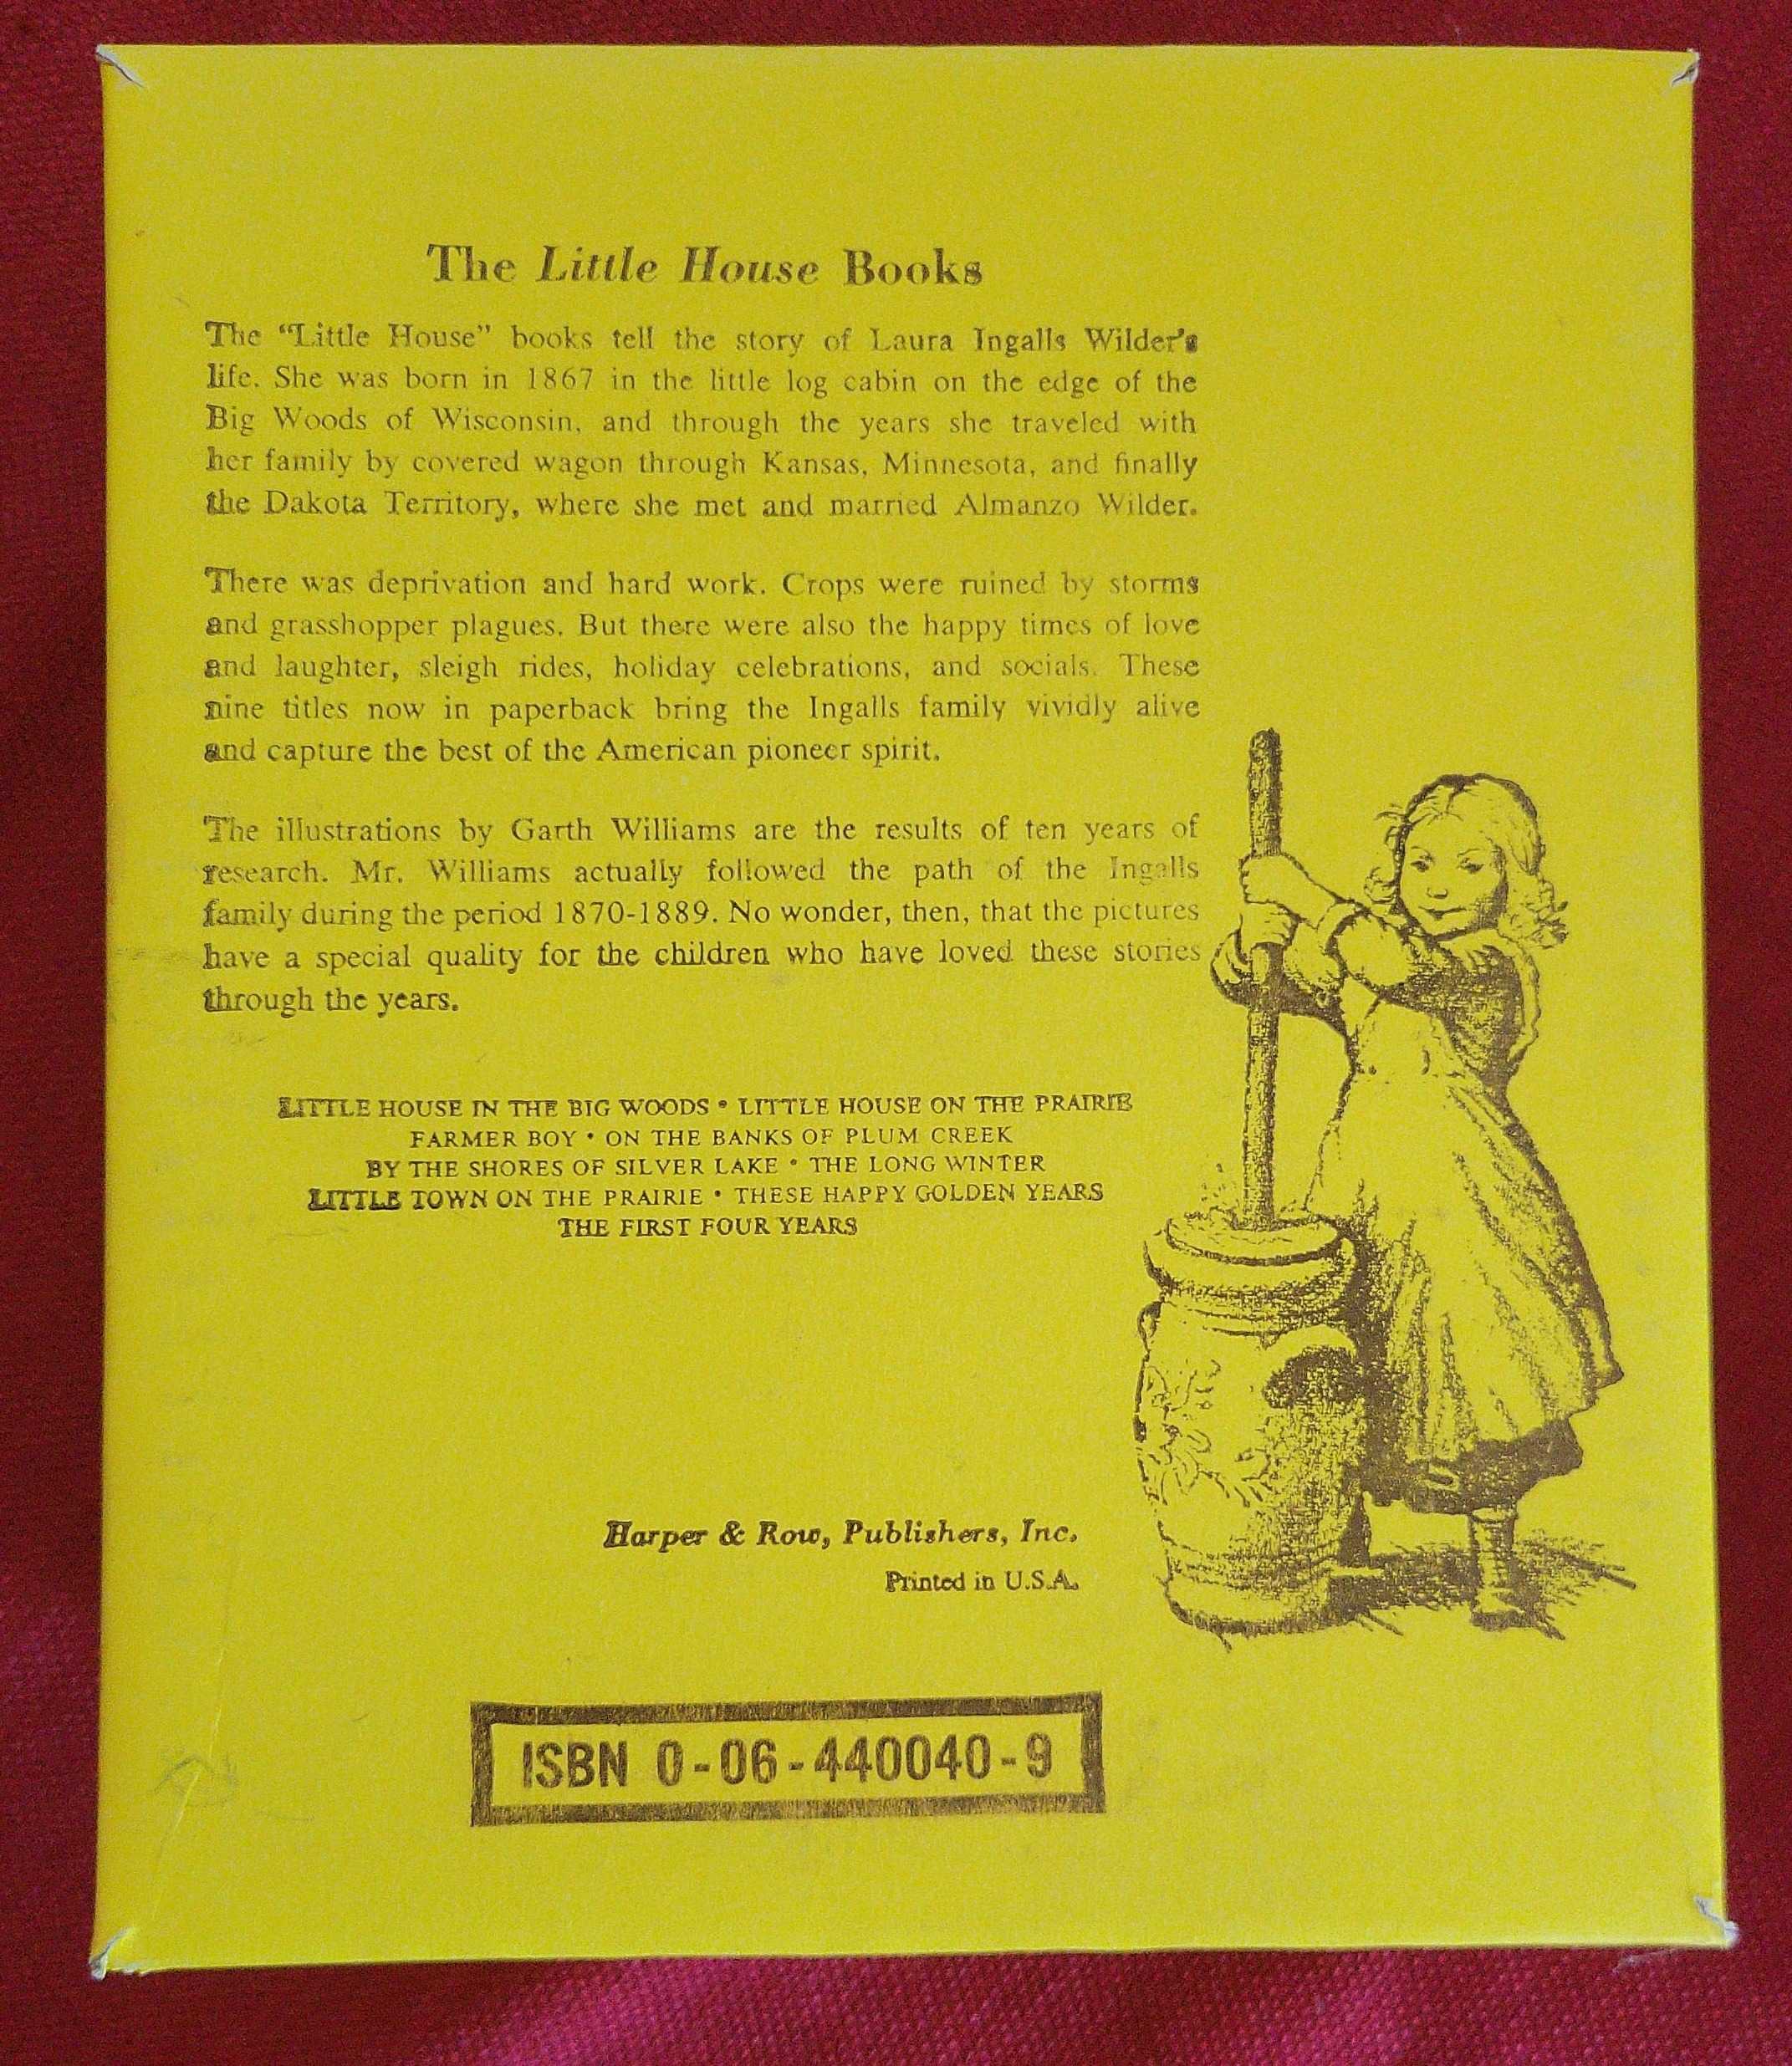 The Little House Books
The “Little House” books tell the story of Laura Ingalls Wilder's
life. She was born in 1867 in the little log cabin on the edge of the
Big Woods of Wisconsin, and through the years she traveled with
her family by covered wagon through Kansas, Minnesota, and finally
the Dakota Territory, where she met and married Almanzo Wilder.
There was deprivation and hard work. Crops were ruined by storms
and grasshopper plagues. But there were also the happy times of love
and laughter, sleigh rides, holiday celebrations, and socials. These
nine titles now in paperback bring the Ingalls family vividly alive
and capture the best of the American pioneer spirit.
The illustrations by Garth Williams are the results of ten years of
research. Mr. Williams actually followed the path of the Ingalls
family during the period 1870-1889. No wonder, then, that the pictures
have a special quality for the children who have loved these stories
through the years.
LITTLE HOUSE IN THE BIG WOODS • LITTLE HOUSE ON THE PRAIRIE
FARMER BOY • ON THE BANKS OF PLUM CREEK
BY THE SHORES OF SILVER LAKE • THE LONG WINTER
LITTLE TOWN ON THE PRAIRIE • THESE HAPPY GOLDEN YEARS
THE FIRST FOUR YEARS
Harper & Row, Publishers, Inc.
Printed in U.S.A.
ISBN 0-06-440040-9